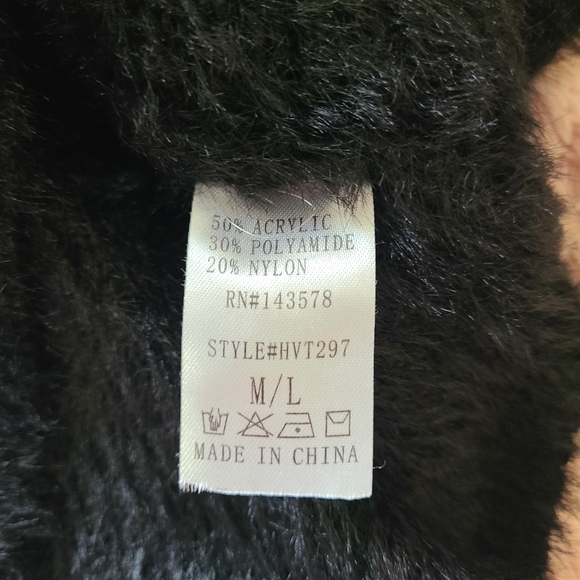 50% ACRYLIC
30% POLYAMIDE
20% NYLON
RN#143578
STYLE#HVT297
M/L
MADE IN CHINA